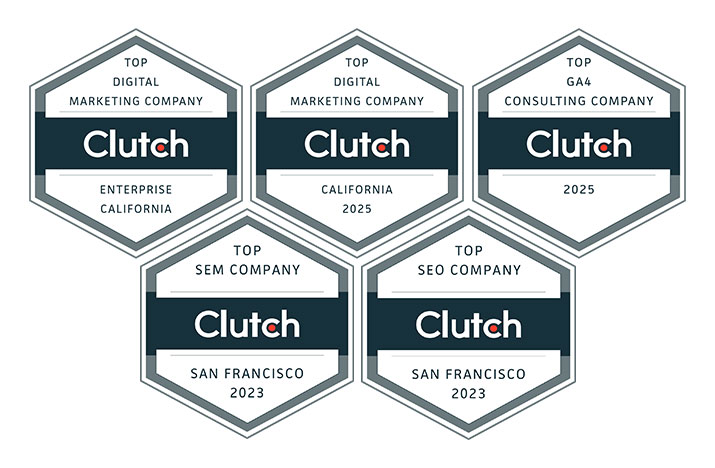 TOP
DIGITAL
MARKETING COMPANY
Clutch
ENTERPRISE
CALIFORNIA
TOP
DIGITAL
MARKETING COMPANY
Clutch
CALIFORNIA
2025
TOP
GA4
CONSULTING COMPANY
Clutch
2025
TOP
SEM COMPANY
Clutch
SAN FRANCISCO
2023
TOP
SEO COMPANY
Clutch
SAN FRANCISCO
2023